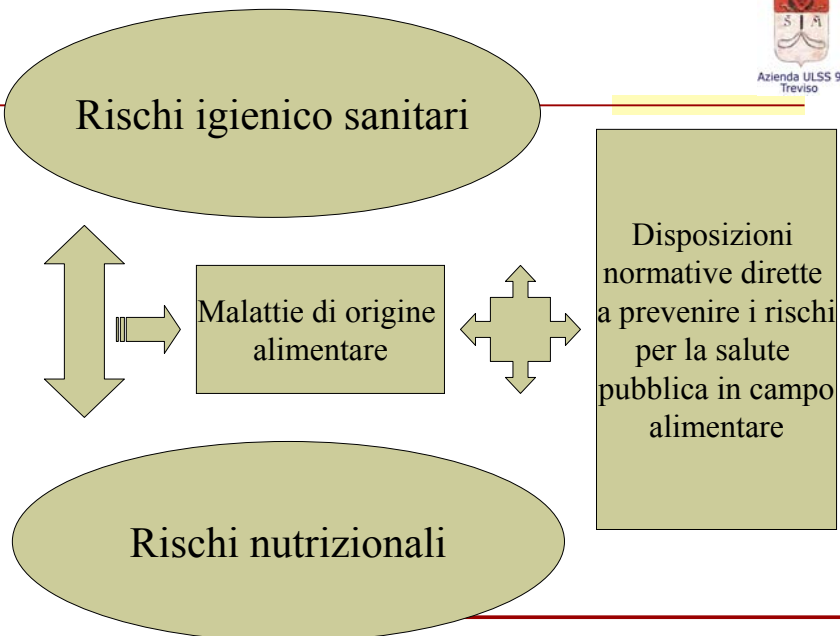 S M
Azienda ULSS 9
Treviso
Rischi igienico sanitari
Malattie di origine
alimentare
Disposizioni
normative dirette
a prevenire i rischi
per la salute
pubblica in campo
alimentare
Rischi nutrizionali